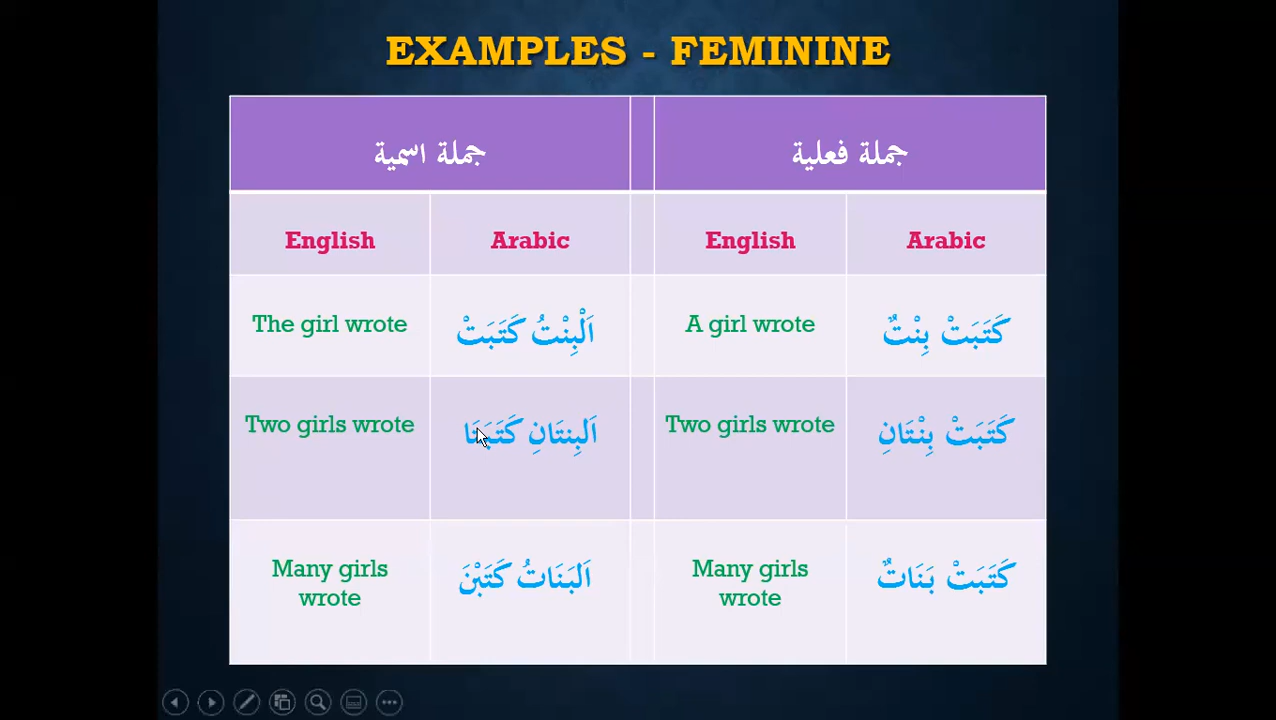 EXAMPLES - FEMININE
جملة اسمية
جملة فعلية
English
Arabic
English
Arabic
The girl wrote
اَلْبِنْتُ كَتَبَتْ
A girl wrote
كَتَبَتْ بِنْتٌ
Two girls wrote
اَلبِنتَانِ كَتَبَتَا
Two girls wrote
كَتَبَتْ بِنْتَانِ
Many girls
wrote
اَلبَنَاتُ كَتَبْنَ
Many girls
wrote
كَتَبَتْ بَنَاتٌ